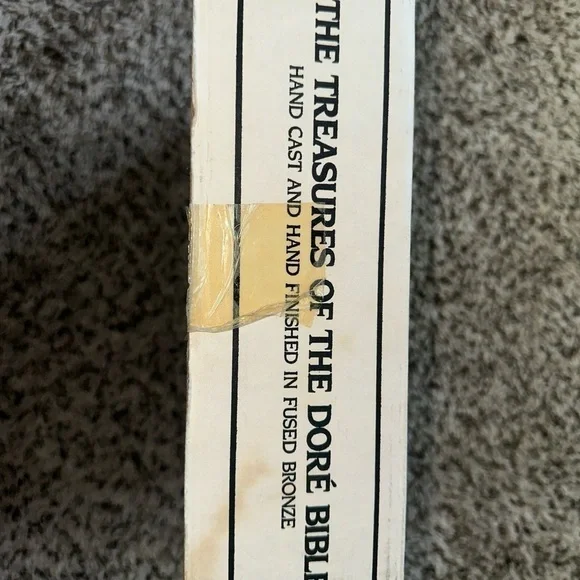 THE TREASURES OF THE DORÉ BIBLE
HAND CAST AND HAND FINISHED IN FUSED BRONZE